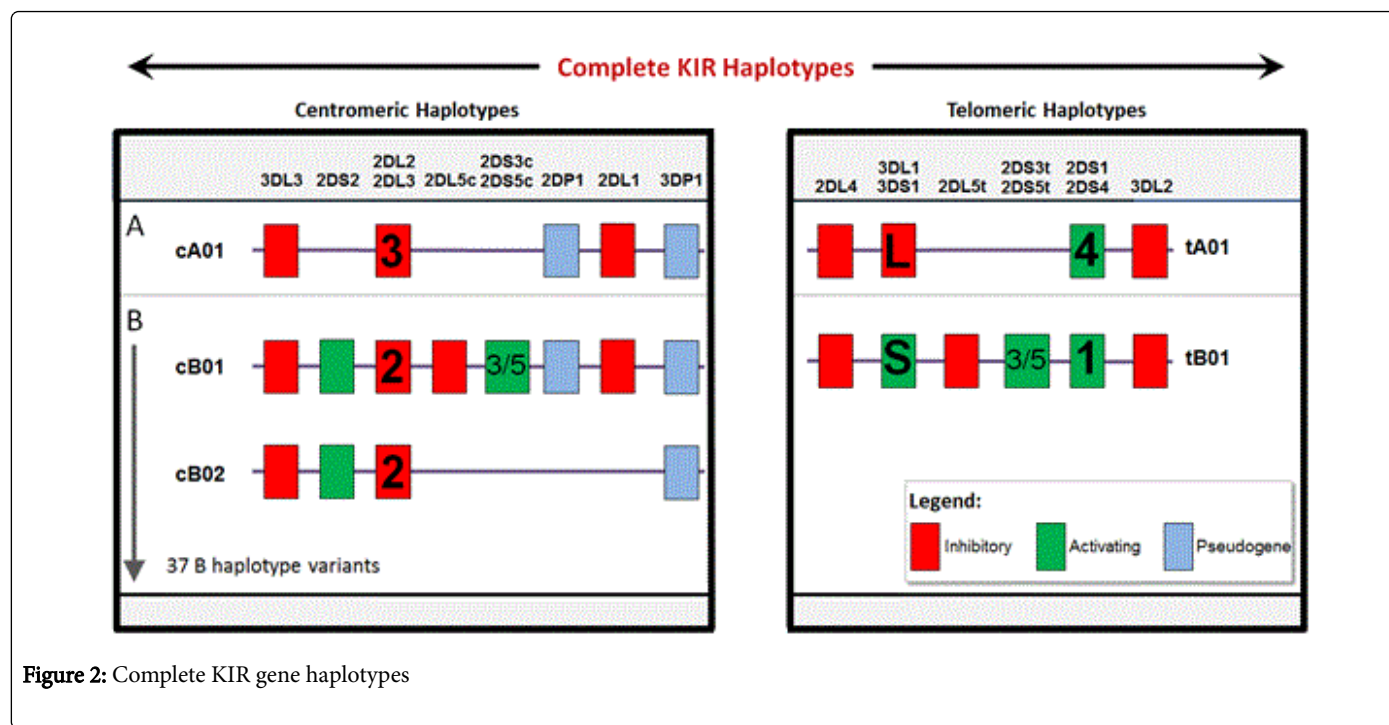 Complete KIR Haplotypes
Centromeric Haplotypes
Telomeric Haplotypes
2DL2 2DS3c
3DL3 2DS2 2DL3 2DL5c 2DS5c 2DP1 2DL1 3DP1
3DL1 2DS3t 2DS1
2DL4 3DS1 2DL5t 2DS5t 2DS4 3DL2
A
cA01 3
L 4 tA01
B
cB01 2 3/5
S 3/5 1 tB01
cB02 2
37 B haplotype variants
Legend:
Inhibitory Activating Pseudogene
Figure 2: Complete KIR gene haplotypes